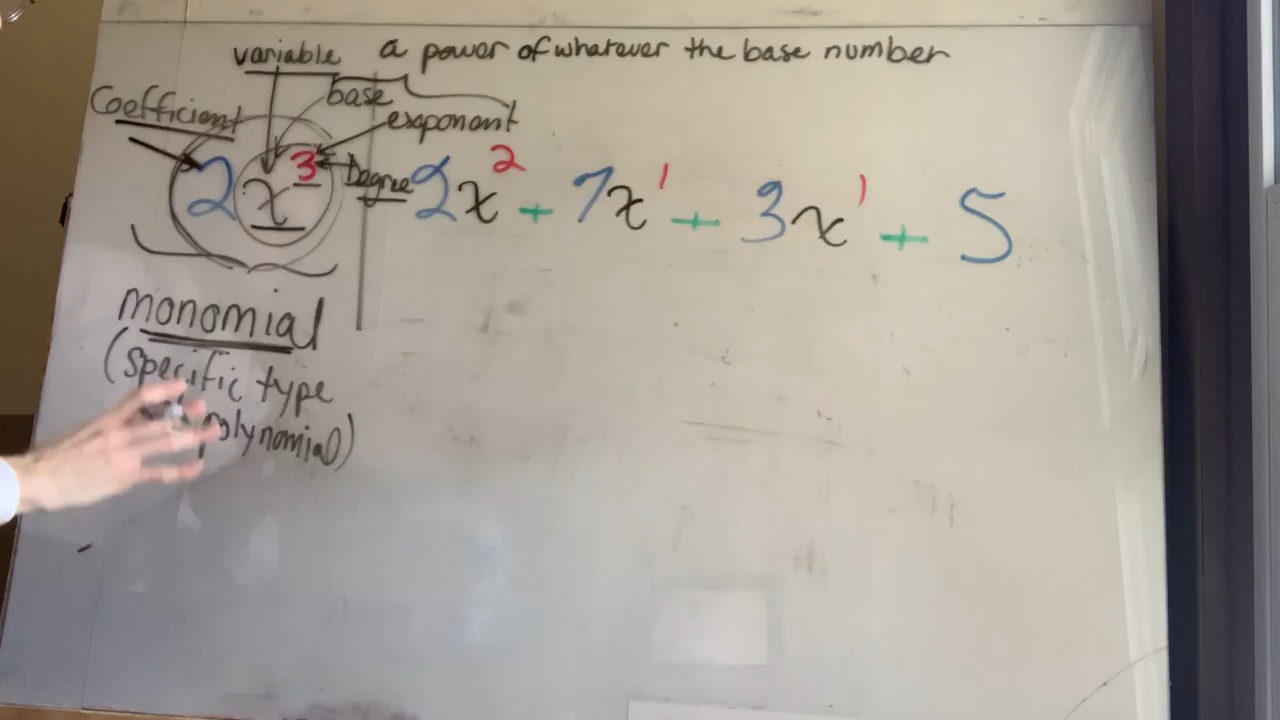 variable a power of whatever the base number
base
Coefficient
exponent
2x³ Degree 2x² + 7x¹ + 3x¹ + 5
monomial
(specific type
polynomial)